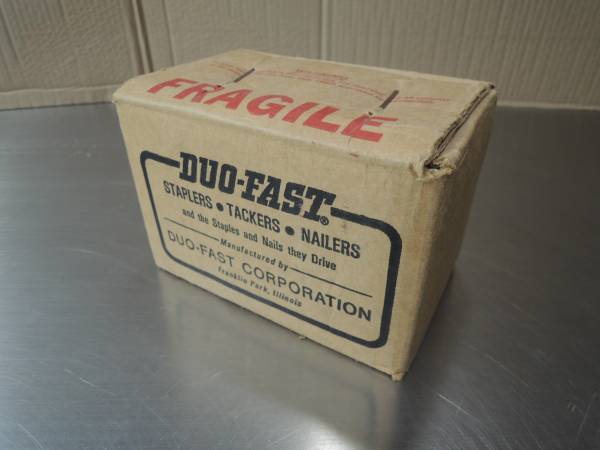 FRAGILE
DUO-FAST®
STAPLERS • TACKERS • NAILERS
and the Staples and Nails they Drive
Manufactured by
DUO-FAST CORPORATION
Franklin Park, Illinois